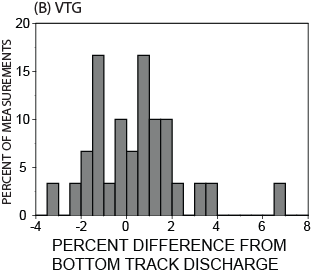 (B) VTG
PERCENT OF MEASUREMENTS
20
15
10
5
0
-4 -2 0 2 4 6 8
PERCENT DIFFERENCE FROM
BOTTOM TRACK DISCHARGE